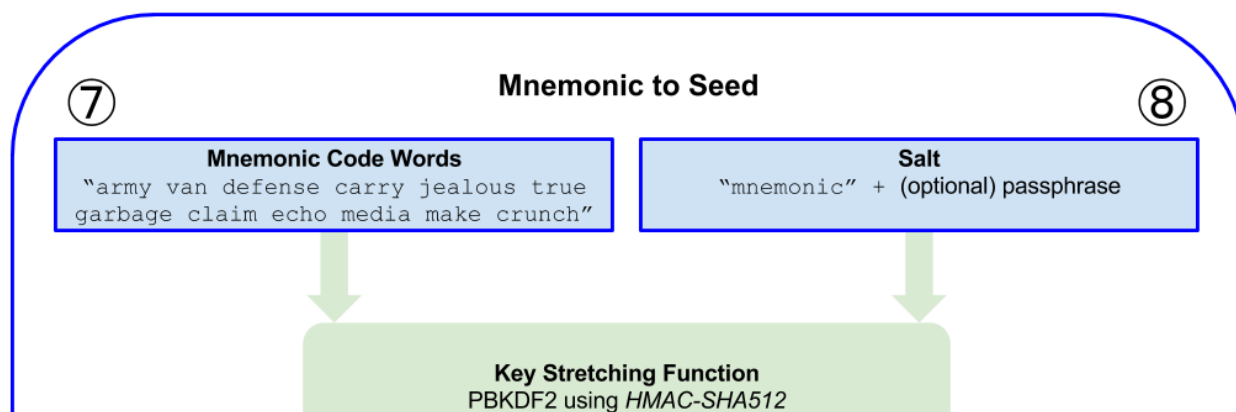 Mnemonic to Seed
⑦
⑧
Mnemonic Code Words
“army van defense carry jealous true
garbage claim echo media make crunch”
Salt
“mnemonic” + (optional) passphrase
Key Stretching Function
PBKDF2 using HMAC-SHA512